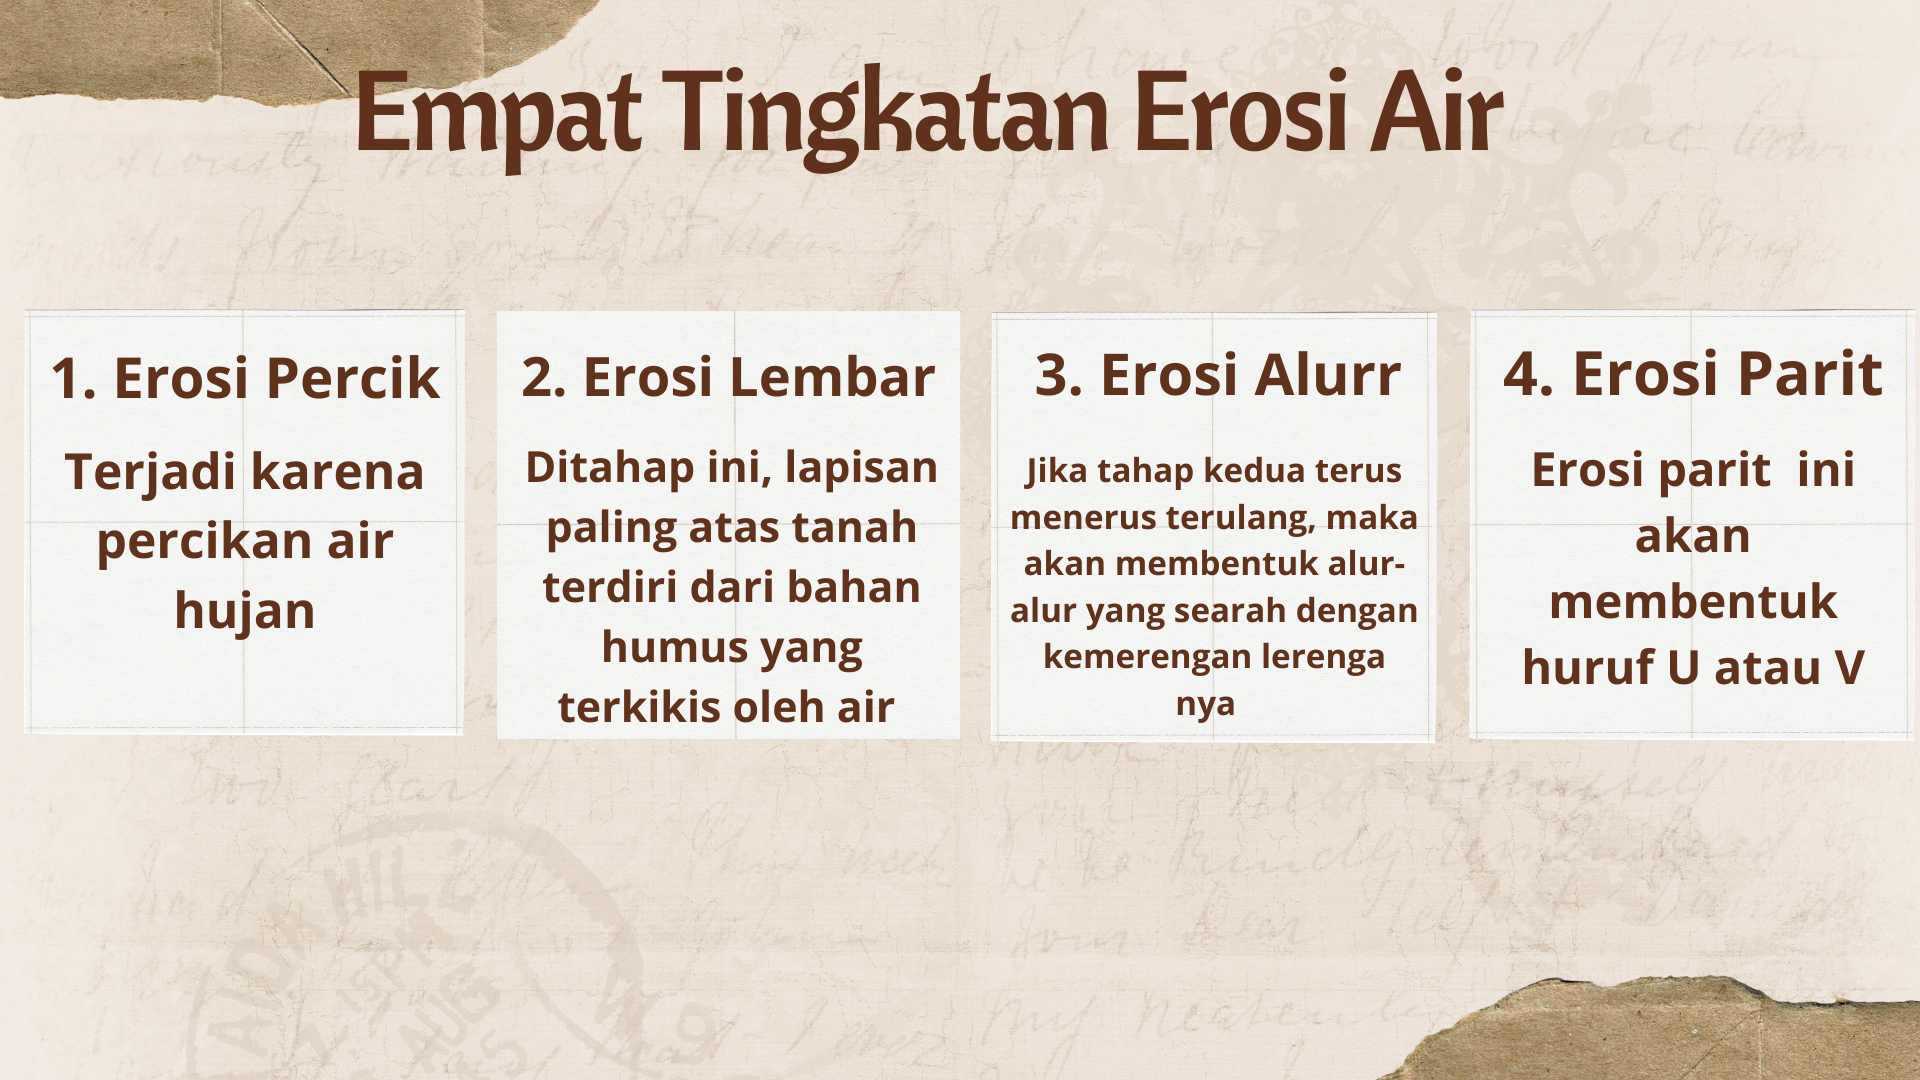 Empat Tingkatan Erosi Air
1. Erosi Percik
Terjadi karena
percikan air
hujan
2. Erosi Lembar
Ditahap ini, lapisan
paling atas tanah
terdiri dari bahan
humus yang
terkikis oleh air
3. Erosi Alurr
Jika tahap kedua terus
menerus terulang, maka
akan membentuk alur-
alur yang searah dengan
kemerengan lerenga
nya
4. Erosi Parit
Erosi parit  ini
akan
membentuk
huruf U atau V